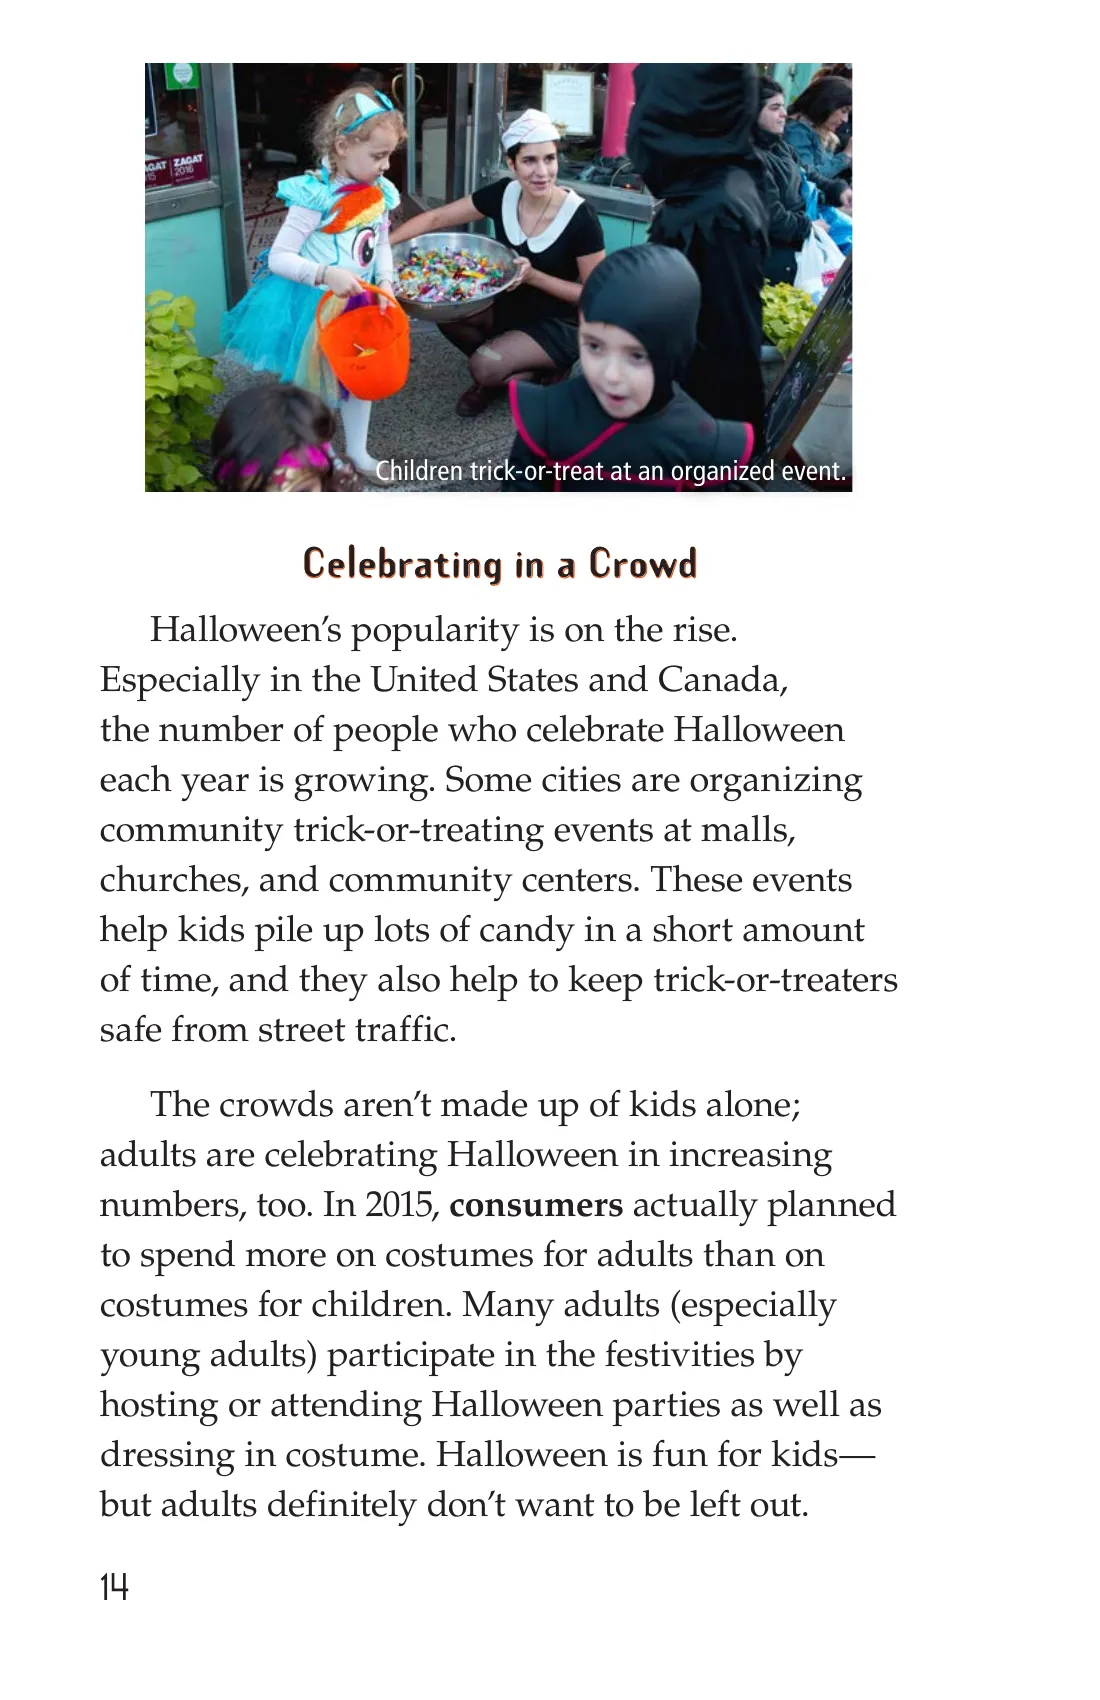 ZAGAT
2016
Children trick-or-treat at an organized event.
Celebrating in a Crowd
Halloween’s popularity is on the rise.
Especially in the United States and Canada,
the number of people who celebrate Halloween
each year is growing. Some cities are organizing
community trick-or-treating events at malls,
churches, and community centers. These events
help kids pile up lots of candy in a short amount
of time, and they also help to keep trick-or-treaters
safe from street traffic.
The crowds aren’t made up of kids alone;
adults are celebrating Halloween in increasing
numbers, too. In 2015, consumers actually planned
to spend more on costumes for adults than on
costumes for children. Many adults (especially
young adults) participate in the festivities by
hosting or attending Halloween parties as well as
dressing in costume. Halloween is fun for kids—
but adults definitely don’t want to be left out.
14